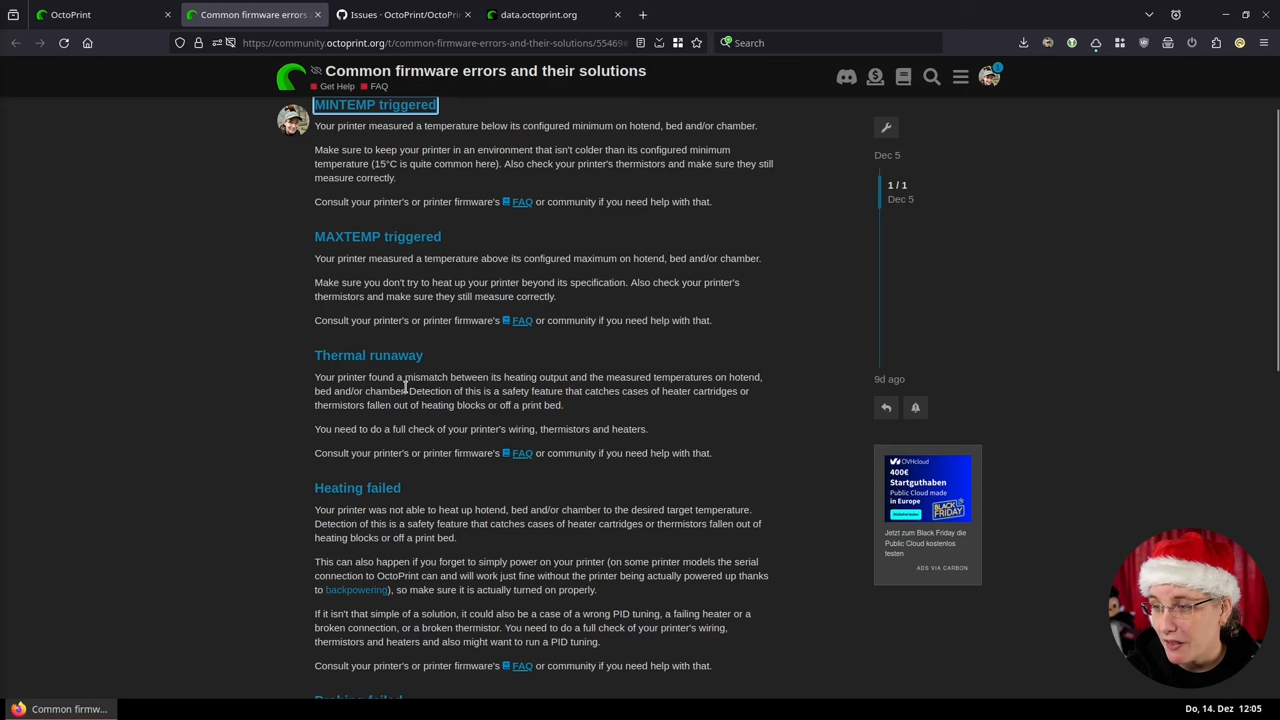 OctoPrint
Common firmware errors
Issues · OctoPrint/OctoPrin
data.octoprint.org
https://community.octoprint.org/t/common-firmware-errors-and-their-solutions/55469#
Search
Common firmware errors and their solutions
Get Help
FAQ
1
MINTEMP triggered
Your printer measured a temperature below its configured minimum on hotend, bed and/or chamber.
Make sure to keep your printer in an environment that isn't colder than its configured minimum
temperature (15°C is quite common here). Also check your printer's thermistors and make sure they still
measure correctly.
Consult your printer's or printer firmware's FAQ or community if you need help with that.
MAXTEMP triggered
Your printer measured a temperature above its configured maximum on hotend, bed and/or chamber.
Make sure you don't try to heat up your printer beyond its specification. Also check your printer's
thermistors and make sure they still measure correctly.
Consult your printer's or printer firmware's FAQ or community if you need help with that.
Thermal runaway
Your printer found a mismatch between its heating output and the measured temperatures on hotend,
bed and/or chamber. Detection of this is a safety feature that catches cases of heater cartridges or
thermistors fallen out of heating blocks or off a print bed.
You need to do a full check of your printer's wiring, thermistors and heaters.
Consult your printer's or printer firmware's FAQ or community if you need help with that.
Heating failed
Your printer was not able to heat up hotend, bed and/or chamber to the desired target temperature.
Detection of this is a safety feature that catches cases of heater cartridges or thermistors fallen out of
heating blocks or off a print bed.
This can also happen if you forget to simply power on your printer (on some printer models the serial
connection to OctoPrint can and will work just fine without the printer being actually powered up thanks
to backpowering), so make sure it is actually turned on properly.
If it isn't that simple of a solution, it could also be a case of a wrong PID tuning, a failing heater or a
broken connection, or a broken thermistor. You need to do a full check of your printer's wiring,
thermistors and heaters and also might want to run a PID tuning.
Consult your printer's or printer firmware's FAQ or community if you need help with that.
Probing failed
Dec 5
1 / 1
Dec 5
9d ago
OVHcloud
400€
Startguthaben
Public Cloud made
in Europe
BLACK
FRIDAY
Jetzt zum Black Friday die
Public Cloud kostenlos
testen
ADS VIA CARBON
Common firmw...
Do, 14. Dez 12:05